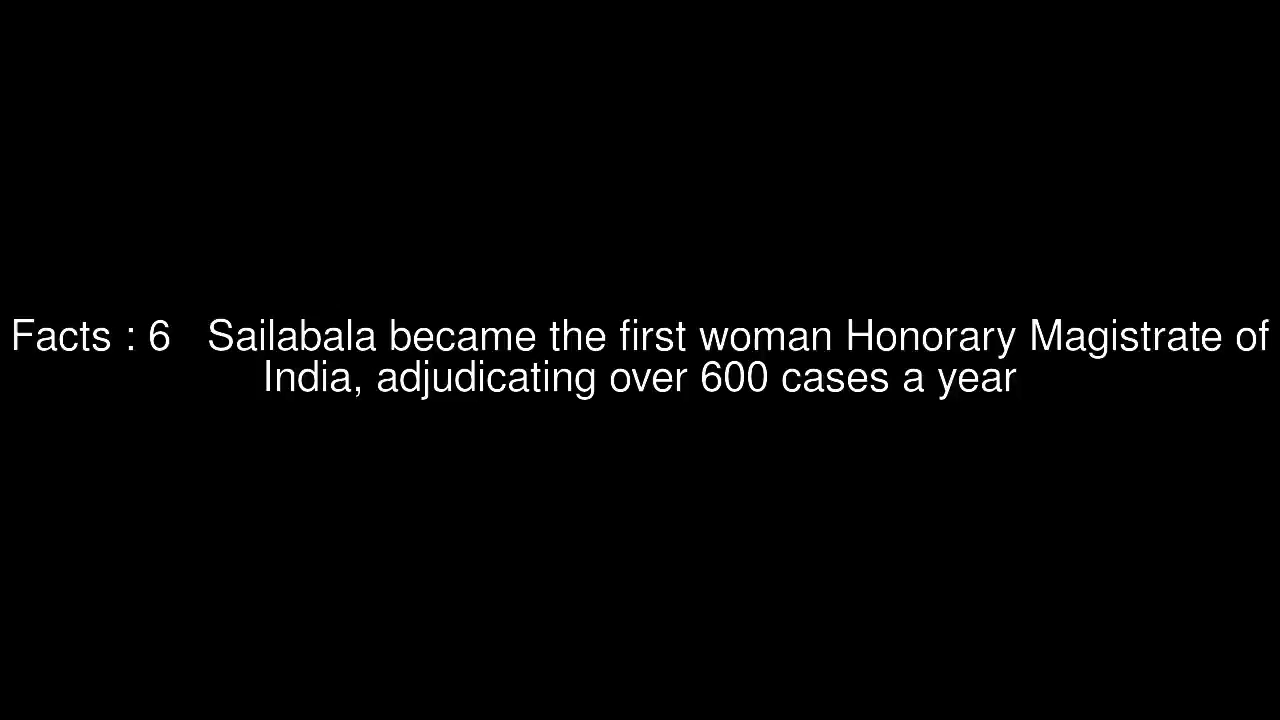 Facts : 6   Sailabala became the first woman Honorary Magistrate of
India, adjudicating over 600 cases a year